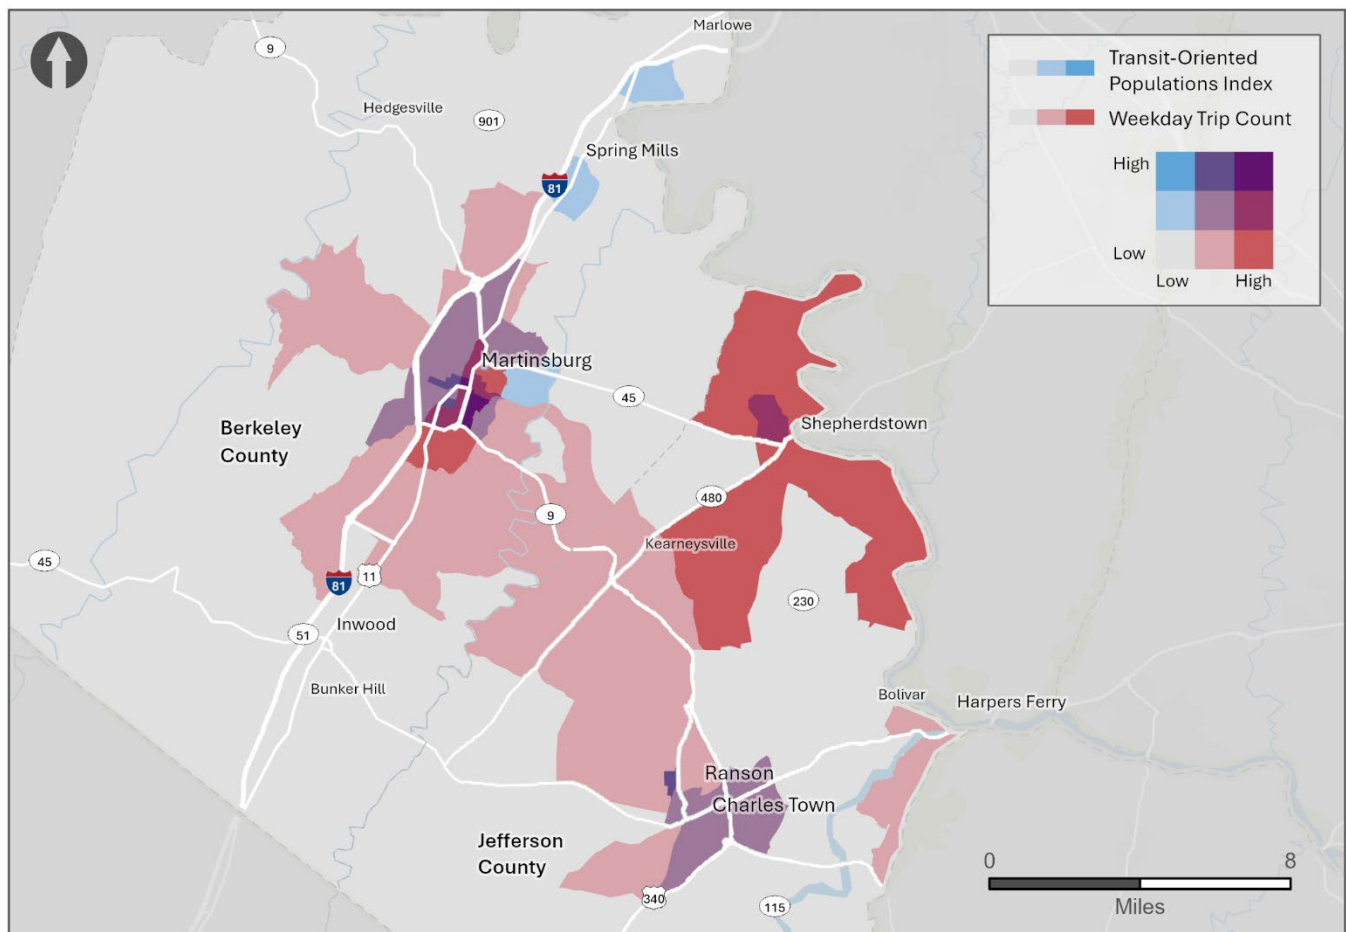 Marlowe
9
Hedgesville
901
Spring Mills
81
Transit-Oriented
Populations Index
Weekday Trip Count
High
Low
Low
High
Martinsburg
45
Shepherdstown
Berkeley
County
480
9
Kearneysville
45
81
11
230
51
Inwood
Bunker Hill
Bolivar
Harpers Ferry
Ranson
Charles Town
Jefferson
County
340
115
0
8
Miles